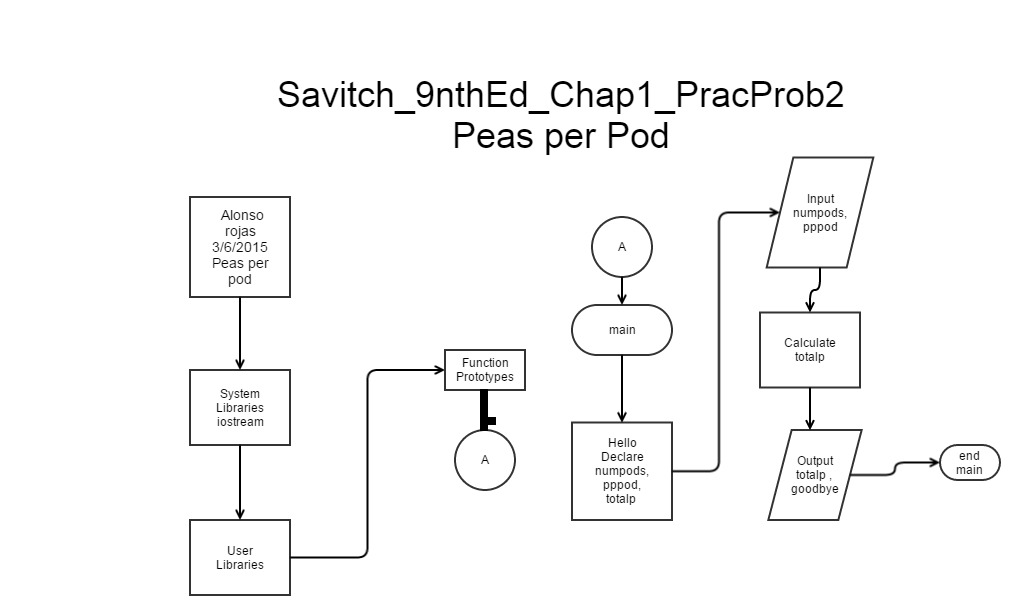 Savitch_9nthEd_Chap1_PracProb2
Peas per Pod
Alonso
rojas
3/6/2015
Peas per
pod
System
Libraries
iostream
User
Libraries
Function
Prototypes
A
A
main
Hello
Declare
numpods,
pppod,
totalp
Input
numpods,
pppod
Calculate
totalp
Output
totalp ,
goodbye
end
main